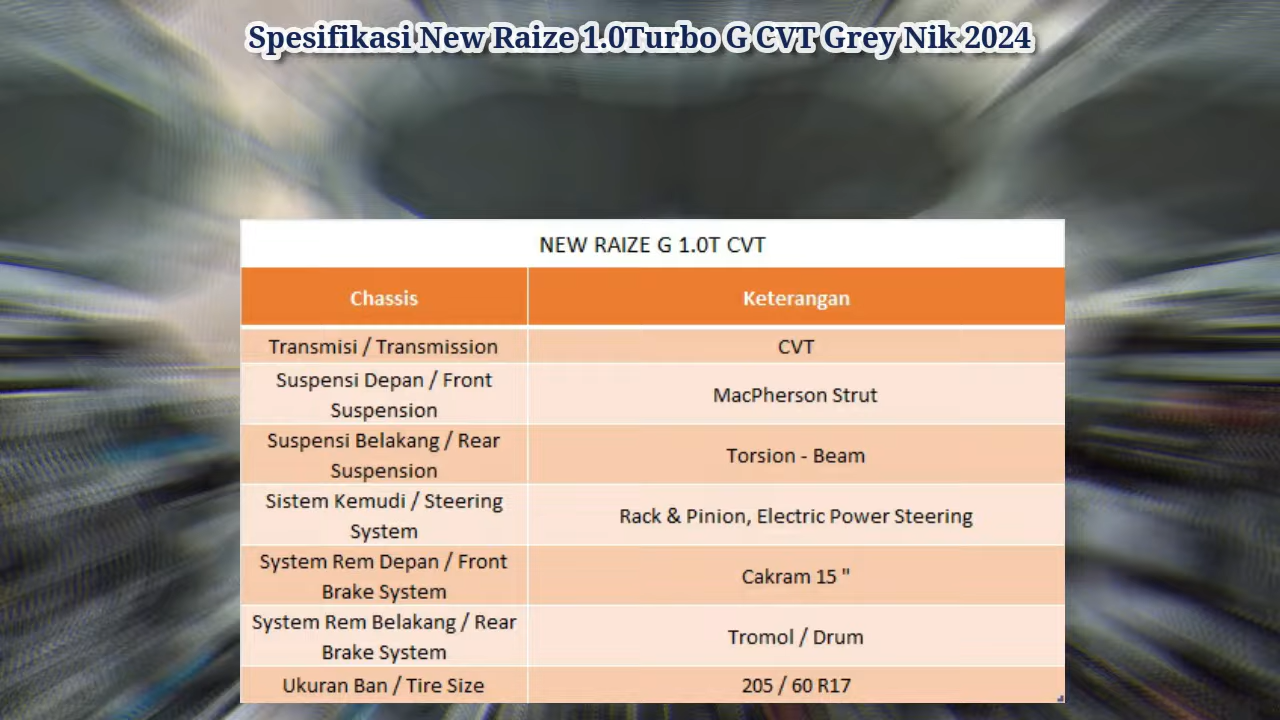 Spesifikasi New Raize 1.0Turbo G CVT Grey Nik 2024
NEW RAIZE G 1.0T CVT
Chassis Keterangan
Transmisi / Transmission CVT
Suspensi Depan / Front
Suspension
MacPherson Strut
Suspensi Belakang / Rear
Suspension
Torsion - Beam
Sistem Kemudi / Steering
System
Rack & Pinion, Electric Power Steering
System Rem Depan / Front
Brake System
Cakram 15 "
System Rem Belakang / Rear
Brake System
Tromol / Drum
Ukuran Ban / Tire Size 205 / 60 R17